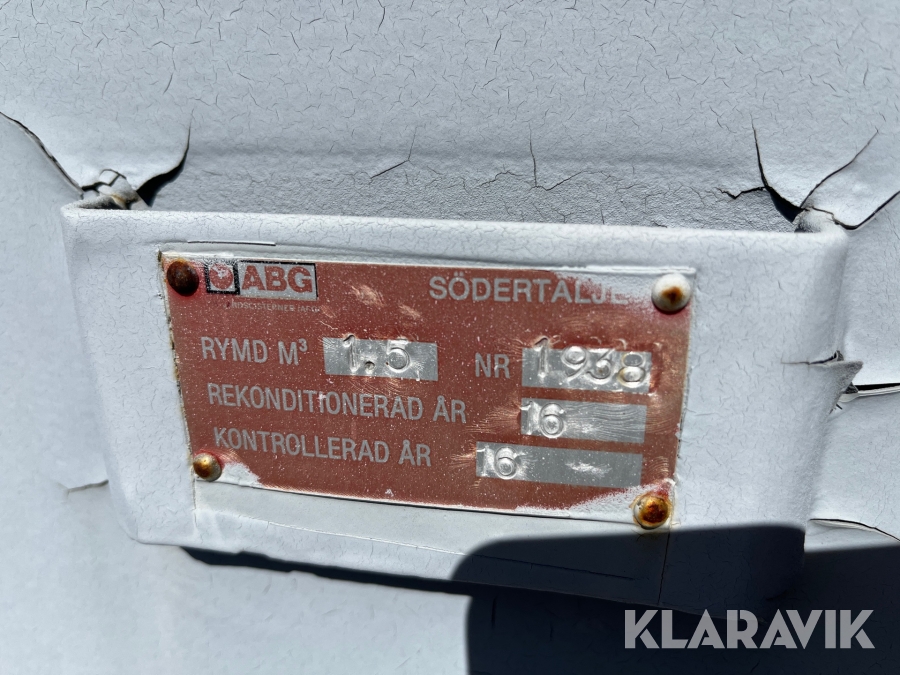 ABG SÖDERTÄLJE
RYMD M³ 1.5 NR 1938
REKONDITIONERAD ÅR 16
KONTROLLERAD ÅR 16
KLARAVIK